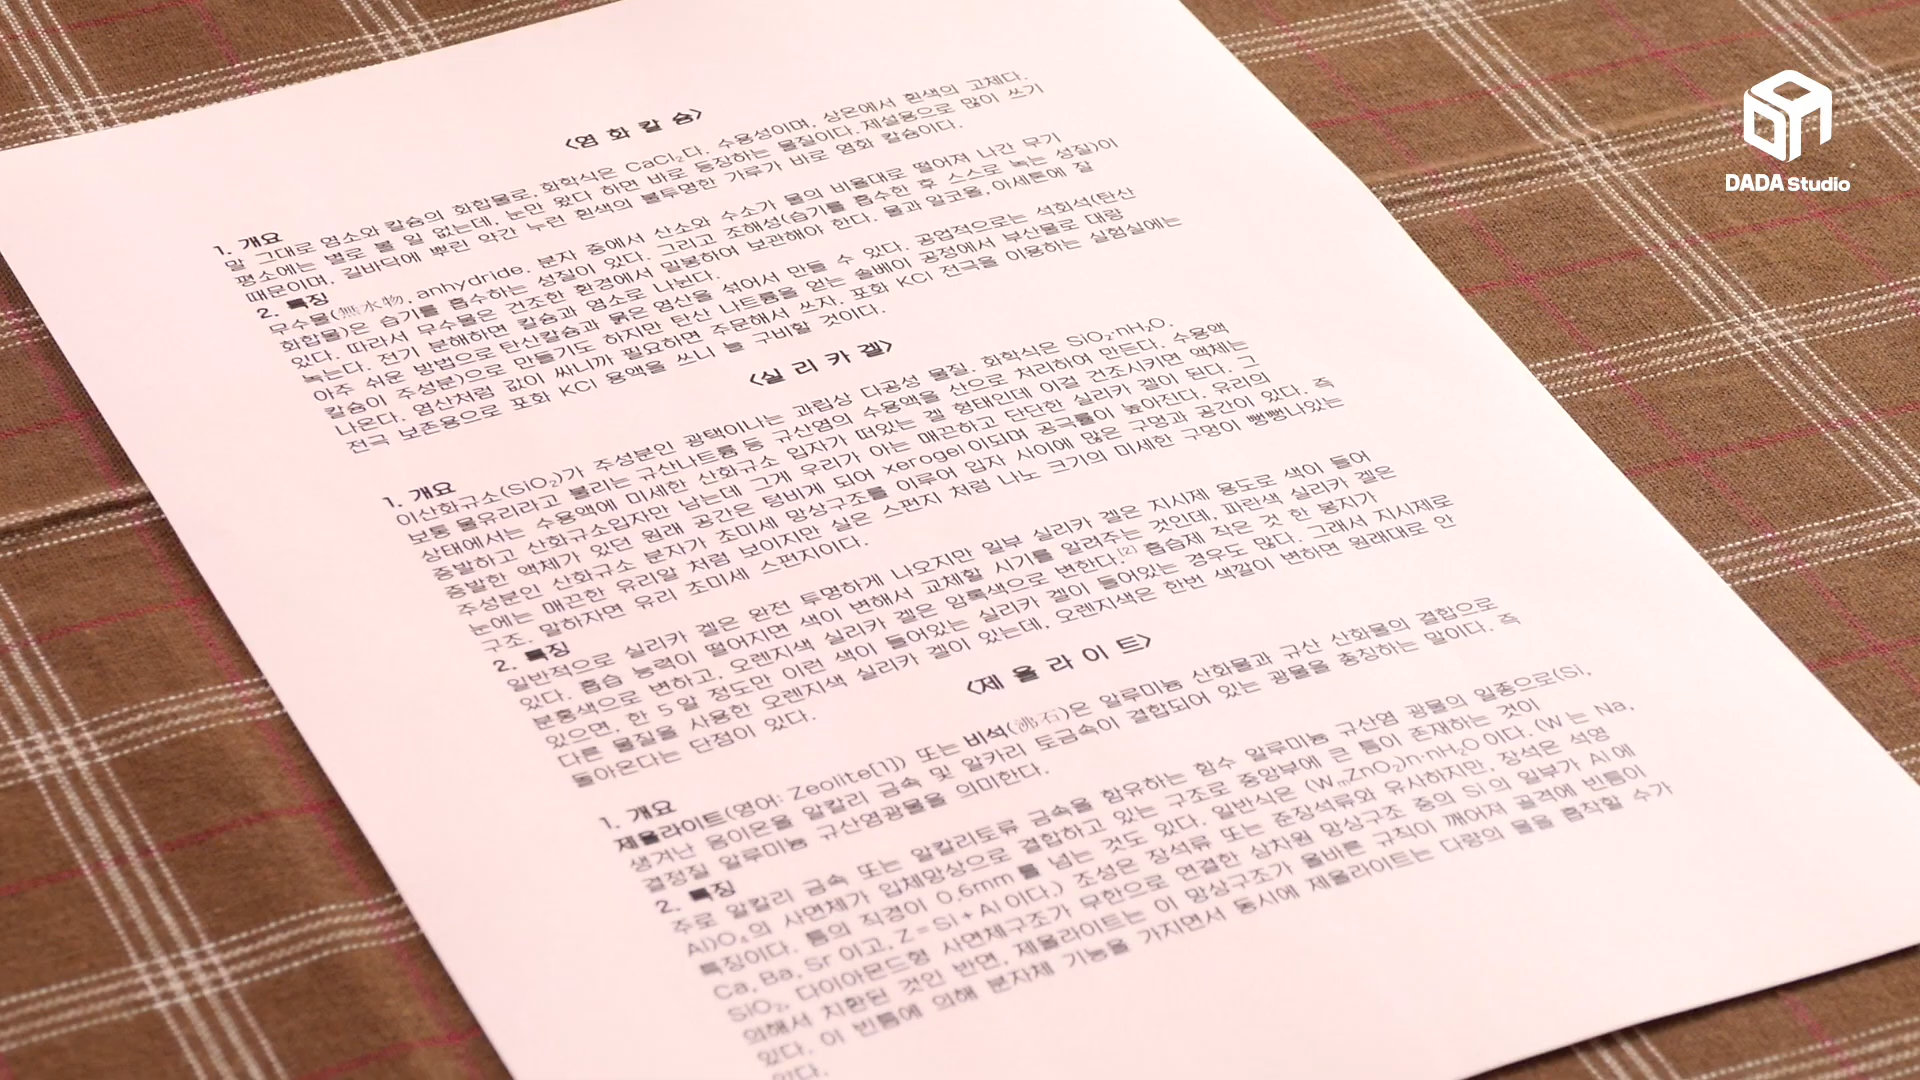 <염 화 칼 슘>
1. 개요
말 그대로 염소와 칼슘의 화합물로, 화학식은 CaCl₂다. 수용성이며, 상온에서 흰색의 고체다.
평소에는 별로 볼 일 없는데, 눈만 왔다 하면 바로 등장하는 물질이다. 제설용으로 많이 쓰기
때문이며, 길바닥에 뿌린 약간 누런 흰색의 불투명한 가루가 바로 염화 칼슘이다.
2. 특징
무수물(無水物, anhydride, 분자 중에서 산소와 수소가 물의 비율대로 떨어져 나간 무기
화합물)은 습기를 흡수하는 성질이 있다. 그리고 조해성(습기를 흡수한 후 스스로 녹는 성질)이
있다. 따라서 무수물은 건조한 환경에서 밀봉하여 보관해야 한다. 물과 알코올, 아세톤에 잘
녹는다. 전기 분해하면 칼슘과 염소로 나뉜다.
아주 쉬운 방법으로 탄산칼슘과 묽은 염산을 섞어서 만들 수 있다. 공업적으로는 석회석(탄산
칼슘이 주성분)으로 만들기도 하지만 탄산 나트륨을 얻는 솔베이 공정에서 부산물로 대량
나온다. 염산처럼 값이 싸니까 필요하면 주문해서 쓰자. 포화 KCl 전극을 이용하는 실험실에는
전극 보존용으로 포화 KCl 용액을 쓰니 늘 구비할 것이다.
<실 리 카 겔>
1. 개요
이산화규소(SiO₂)가 주성분인 광택이나는 과립상 다공성 물질. 화학식은 SiO₂·nH₂O.
보통 물유리라고 불리는 규산나트륨 등 규산염의 수용액을 산으로 처리하여 만든다. 수용액
상태에서는 수용액에 미세한 산화규소 입자가 떠있는 겔 형태인데 이걸 건조시키면 액체는
증발하고 산화규소입자만 남는데 그게 우리가 아는 매끈하고 단단한 실리카 겔이 된다. 그
증발한 액체가 있던 원래 공간은 텅비게 되어 xerogel이되며 공극률이 높아진다. 유리의
주성분인 산화규소 분자가 초미세 망상구조를 이루어 입자 사이에 많은 구멍과 공간이 있다. 즉
눈에는 매끈한 유리알 처럼 보이지만 실은 스펀지 처럼 나노 크기의 미세한 구멍이 뻥뻥나있는
구조. 말하자면 유리 초미세 스펀지이다.
2. 특징
일반적으로 실리카 겔은 완전 투명하게 나오지만 일부 실리카 겔은 지시제 용도로 색이 들어
있다. 흡습 능력이 떨어지면 색이 변해서 교체할 시기를 알려주는 것인데, 파란색 실리카 겔은
분홍색으로 변하고, 오렌지색 실리카 겔은 암록색으로 변한다.[2] 흡습제 작은 것 한 봉지가
있으면, 한 5알 정도만 이런 색이 들어있는 실리카 겔이 들어있는 경우도 많다. 그래서 지시제로
다른 물질을 사용한 오렌지색 실리카 겔이 있는데, 오렌지색은 한번 색깔이 변하면 원래대로 안
돌아온다는 단점이 있다.
<제 올 라 이 트>
1. 개요
제올라이트(영어: Zeolite[1]) 또는 비석(沸石)은 알루미늄 산화물과 규산 산화물의 결합으로
생겨난 음이온을 알칼리 금속 및 알카리 토금속이 결합되어 있는 광물을 총칭하는 말이다. 즉
결정질 알루미늄 규산염광물을 의미한다.
2. 특징
주로 알칼리 금속 또는 알칼리토류 금속을 함유하는 함수 알루미늄 규산염 광물의 일종으로(Si,
Al)O₄의 사면체가 입체망상으로 결합하고 있는 구조로 중앙부에 큰 틈이 존재하는 것이
특징이다. 틈의 직경이 0.6mm를 넘는 것도 있다. 일반식은 (WₘZnO₂)n·nH₂O이다. (W는 Na,
Ca, Ba, Sr이고, Z=Si+Al이다.) 조성은 장석류 또는 준장석류와 유사하지만, 장석은 석영
SiO₂, 다이아몬드형 사면체구조가 무한으로 연결한 삼차원 망상구조 중의 Si의 일부가 Al에
의해서 치환된 것인 반면, 제올라이트는 이 망상구조가 올바른 규칙이 깨어져 골격에 빈틈이
있다. 이 빈틈에 의해 분자체 기능을 가지면서 동시에 제올라이트는 다량의 물을 흡착할 수가
있다.
DADA Studio